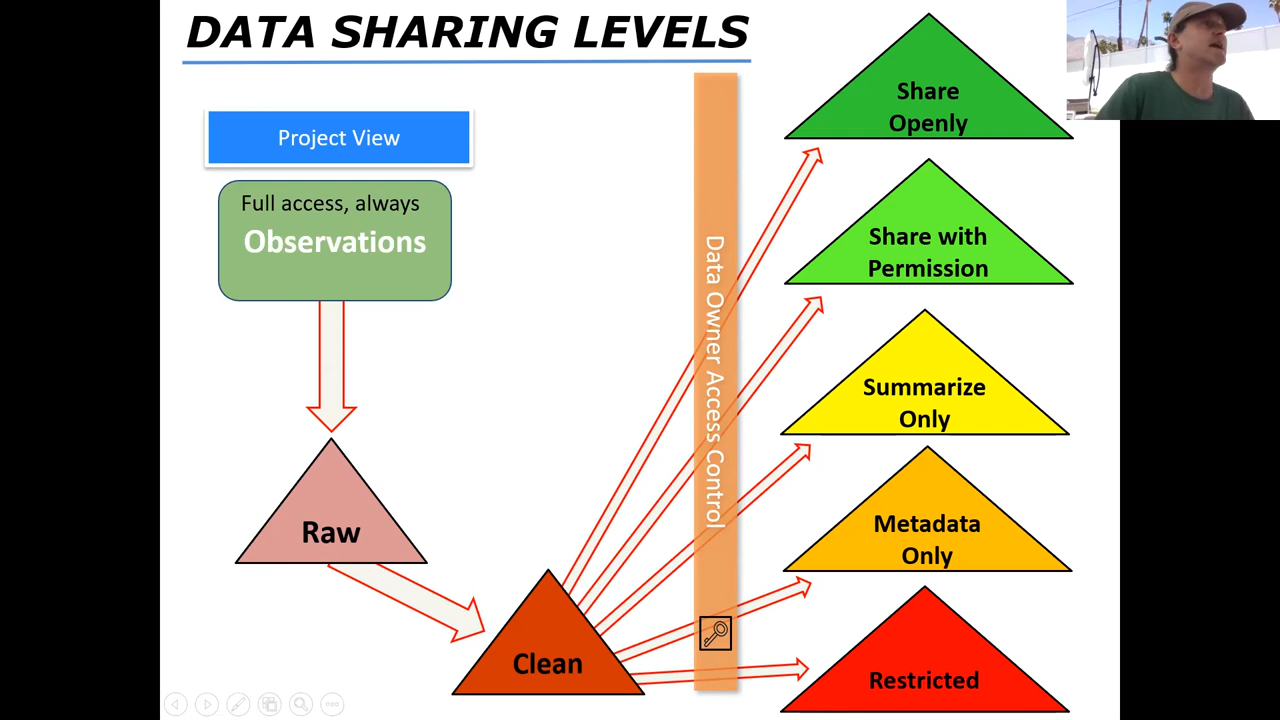 DATA SHARING LEVELS
Project View
Full access, always
Observations
Raw
Clean
Data Owner Access Control
Share
Openly
Share with
Permission
Summarize
Only
Metadata
Only
Restricted